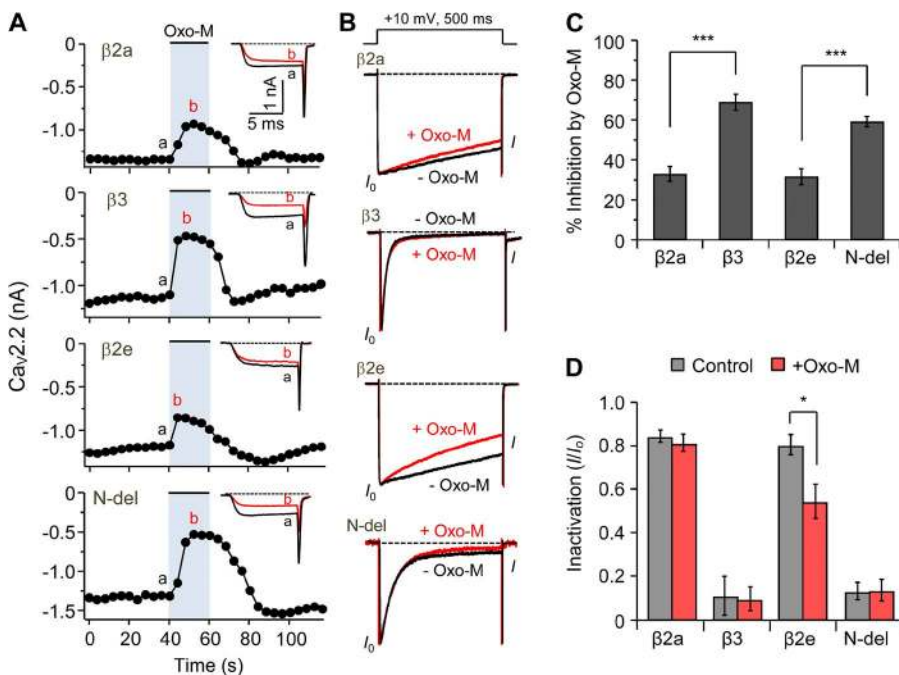 A
Oxo-M
β2a
0
-0.5
-1.0
a
b
b
a
1 nA
5 ms
β3
0
-0.5
-1.0
a
b
b
a
β2e
0
-0.5
-1.0
a
b
b
a
N-del
0
-0.5
-1.0
-1.5
a
b
b
a
0 20 40 60 80 100
Time (s)
CaV2.2 (nA)
B
+10 mV, 500 ms
β2a
+ Oxo-M
- Oxo-M
I0
I
β3
- Oxo-M
+ Oxo-M
I0
I
β2e
+ Oxo-M
- Oxo-M
I0
I
N-del
+ Oxo-M
- Oxo-M
I0
I
C
% Inhibition by Oxo-M
100
80
60
40
20
0
***
***
β2a β3 β2e N-del
D
Control +Oxo-M
Inactivation (I/Io)
1.0
0.8
0.6
0.4
0.2
0
*
β2a β3 β2e N-del